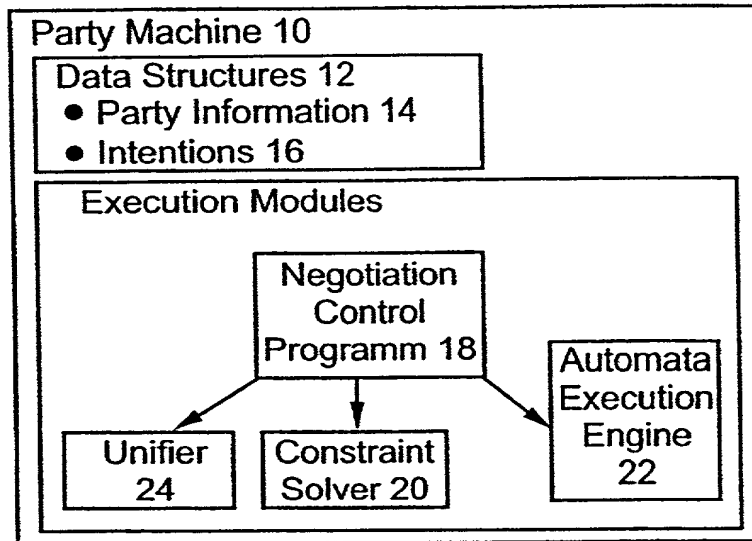 Party Machine 10
Data Structures 12
● Party Information 14
● Intentions 16
Execution Modules
Negotiation
Control
Programm 18
Unifier
24
Constraint
Solver 20
Automata
Execution
Engine
22